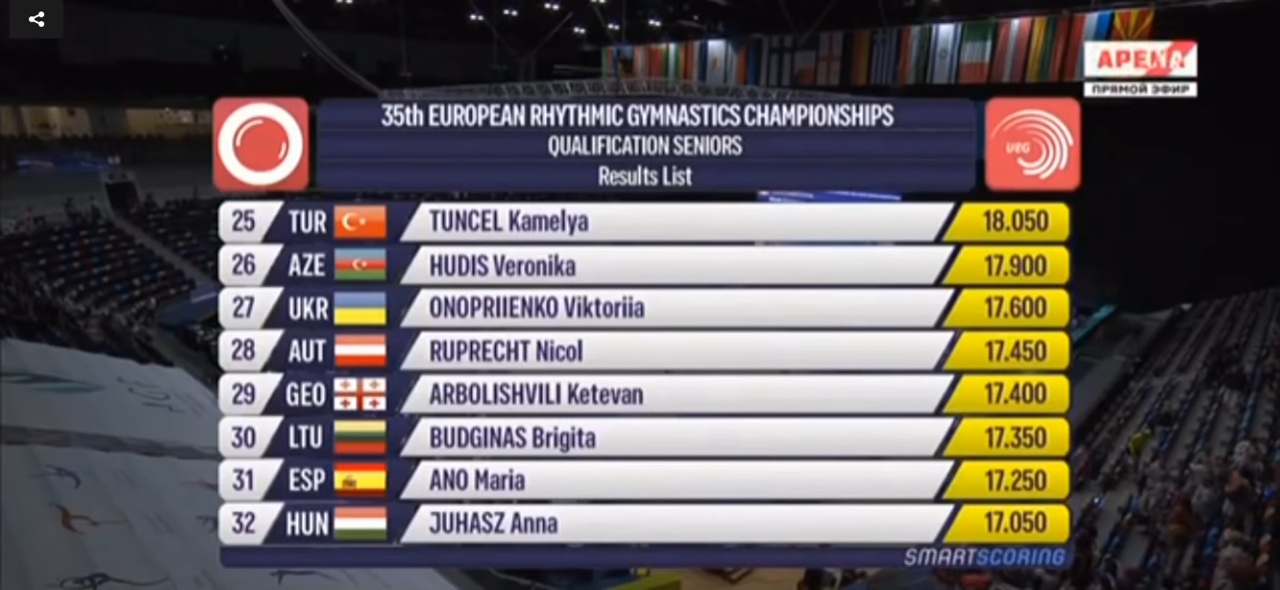 АРЕНА
ПРЯМОЙ ЭФИР
35th EUROPEAN RHYTHMIC GYMNASTICS CHAMPIONSHIPS
QUALIFICATION SENIORS
UEG
Results List
25 TUR TUNCEL Kamelya 18.050
26 AZE HUDIS Veronika 17.900
27 UKR ONOPRIIENKO Viktoriia 17.600
28 AUT RUPRECHT Nicol 17.450
29 GEO ARBOLISHVILI Ketevan 17.400
30 LTU BUDGINAS Brigita 17.350
31 ESP ANO Maria 17.250
32 HUN JUHASZ Anna 17.050
SMARTSCORING